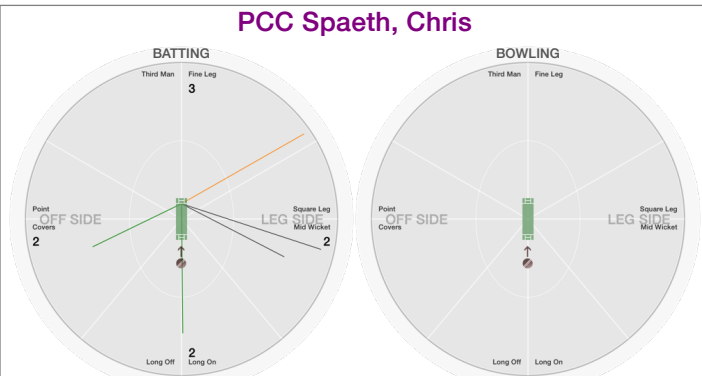 PCC Spaeth, Chris
BATTING
Third Man
Fine Leg
3
Point
OFF SIDE
Covers
2
Square Leg
LEG SIDE
Mid Wicket
2
2
Long Off
Long On
BOWLING
Third Man
Fine Leg
Point
OFF SIDE
Covers
Square Leg
LEG SIDE
Mid Wicket
Long Off
Long On